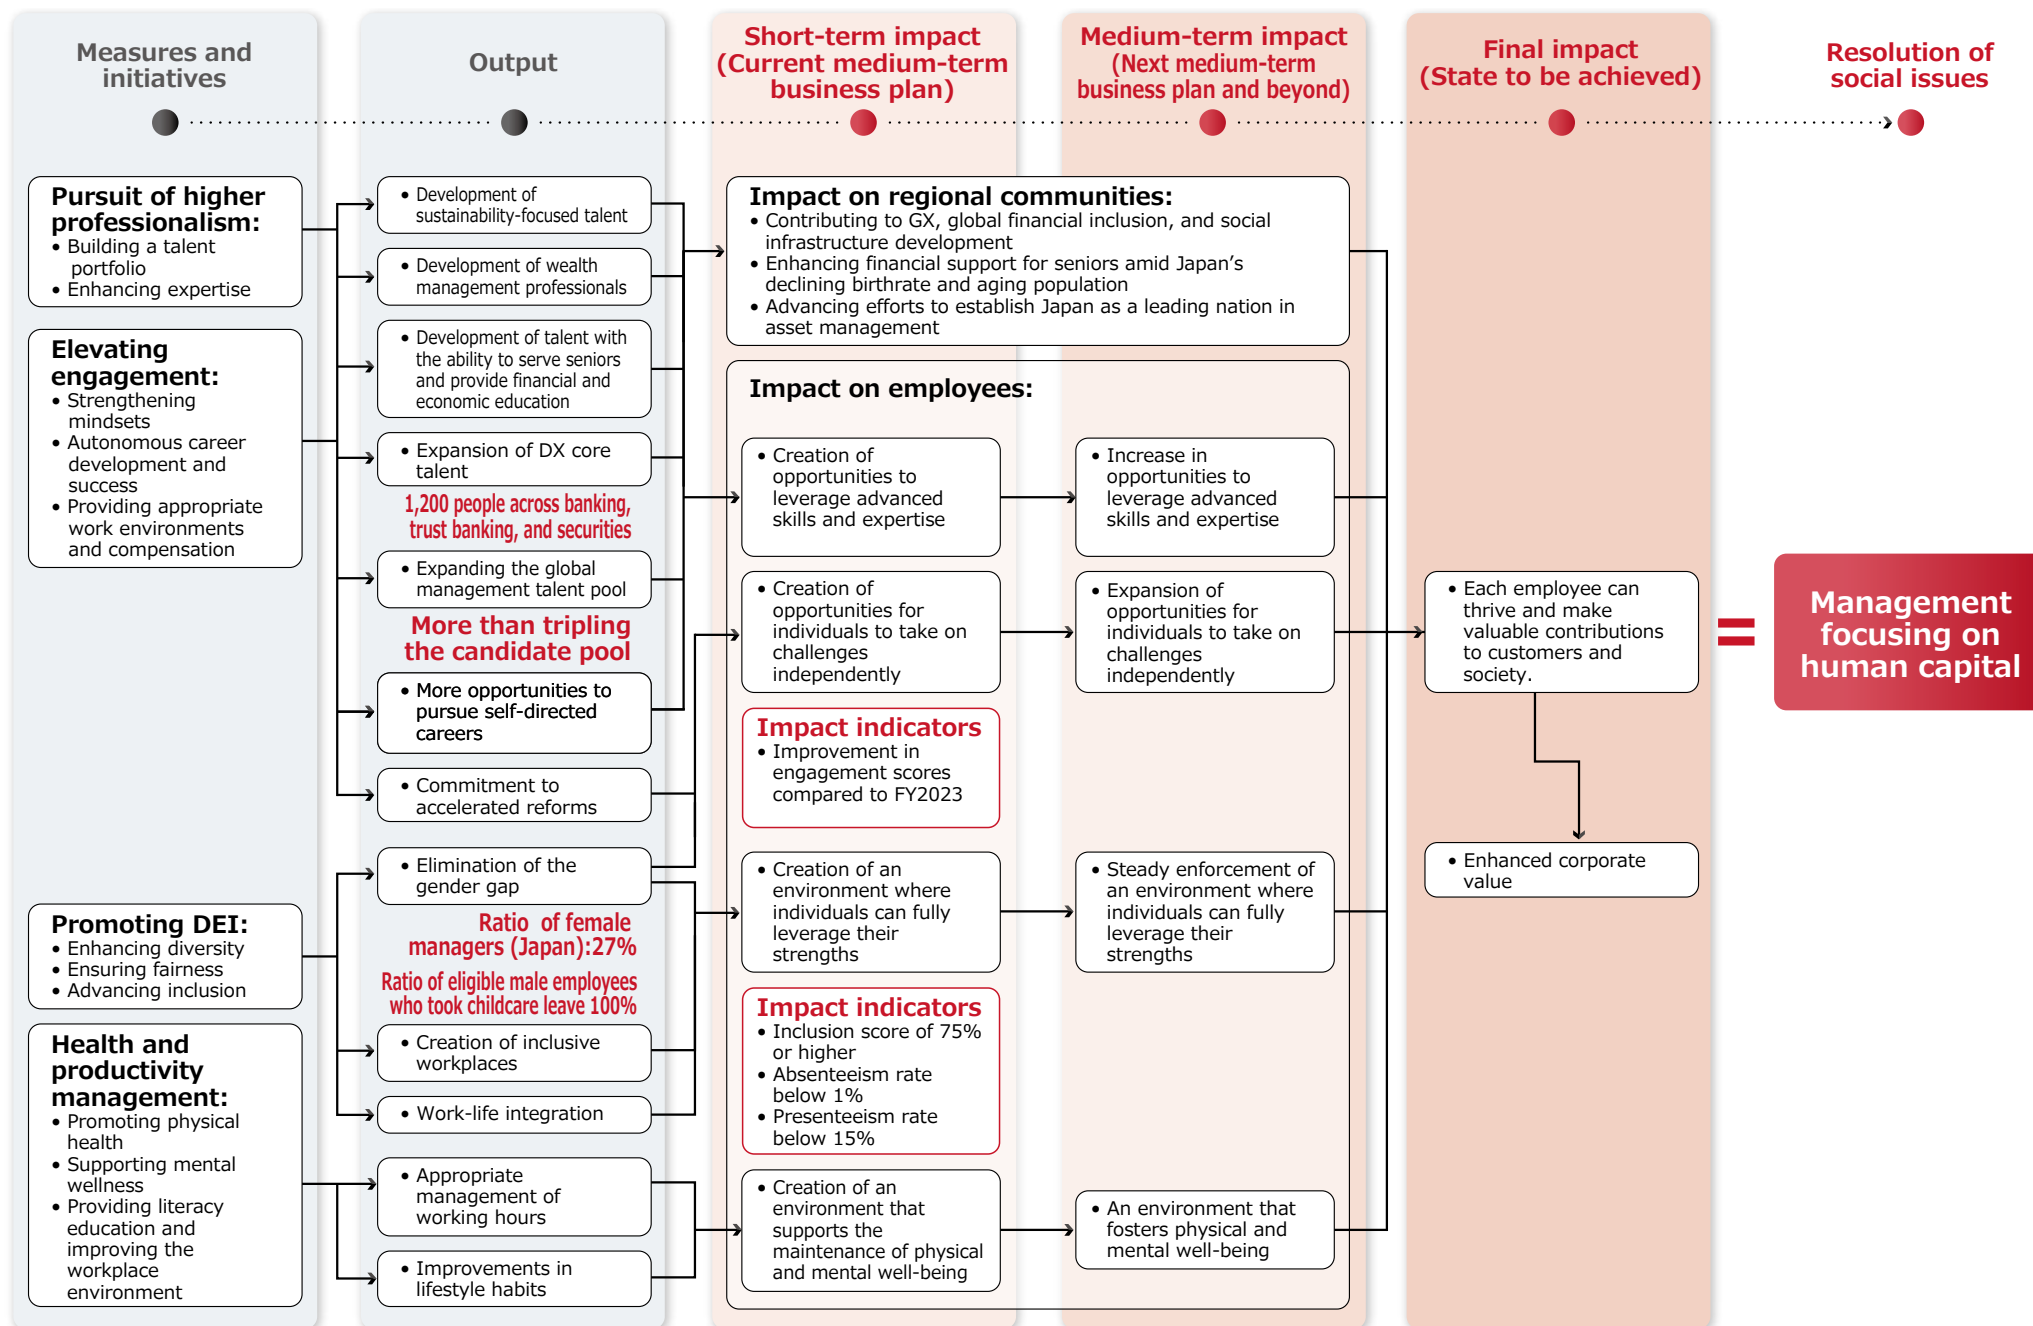 Measures and
initiatives
Output
Short-term impact
(Current medium-term
business plan)
Medium-term impact
(Next medium-term
business plan and beyond)
Final impact
(State to be achieved)
Resolution of
social issues
Pursuit of higher
professionalism:
• Building a talent
portfolio
• Enhancing expertise
Elevating
engagement:
• Strengthening
mindsets
• Autonomous career
development and
success
• Providing appropriate
work environments
and compensation
Promoting DEI:
• Enhancing diversity
• Ensuring fairness
• Advancing inclusion
Health and
productivity
management:
• Promoting physical
health
• Supporting mental
wellness
• Providing literacy
education and
improving the
workplace
environment
• Development of
sustainability-focused talent
• Development of wealth
management professionals
• Development of talent with
the ability to serve seniors
and provide financial and
economic education
• Expansion of DX core
talent
1,200 people across banking,
trust banking, and securities
• Expanding the global
management talent pool
More than tripling
the candidate pool
• More opportunities to
pursue self-directed
careers
• Commitment to
accelerated reforms
• Elimination of the
gender gap
Ratio of female
managers (Japan):27%
Ratio of eligible male employees
who took childcare leave 100%
• Creation of inclusive
workplaces
• Work-life integration
• Appropriate
management of
working hours
• Improvements in
lifestyle habits
Impact on regional communities:
• Contributing to GX, global financial inclusion, and social
infrastructure development
• Enhancing financial support for seniors amid Japan’s
declining birthrate and aging population
• Advancing efforts to establish Japan as a leading nation in
asset management
Impact on employees:
• Creation of
opportunities to
leverage advanced
skills and expertise
• Increase in
opportunities to
leverage advanced
skills and expertise
• Creation of
opportunities for
individuals to take on
challenges
independently
• Expansion of
opportunities for
individuals to take on
challenges
independently
Impact indicators
• Improvement in
engagement scores
compared to FY2023
• Creation of an
environment where
individuals can fully
leverage their
strengths
• Steady enforcement of
an environment where
individuals can fully
leverage their
strengths
Impact indicators
• Inclusion score of 75%
or higher
• Absenteeism rate
below 1%
• Presenteeism rate
below 15%
• Creation of an
environment that
supports the
maintenance of physical
and mental well-being
• An environment that
fosters physical and
mental well-being
• Each employee can
thrive and make
valuable contributions
to customers and
society.
• Enhanced corporate
value
=
Management
focusing on
human capital